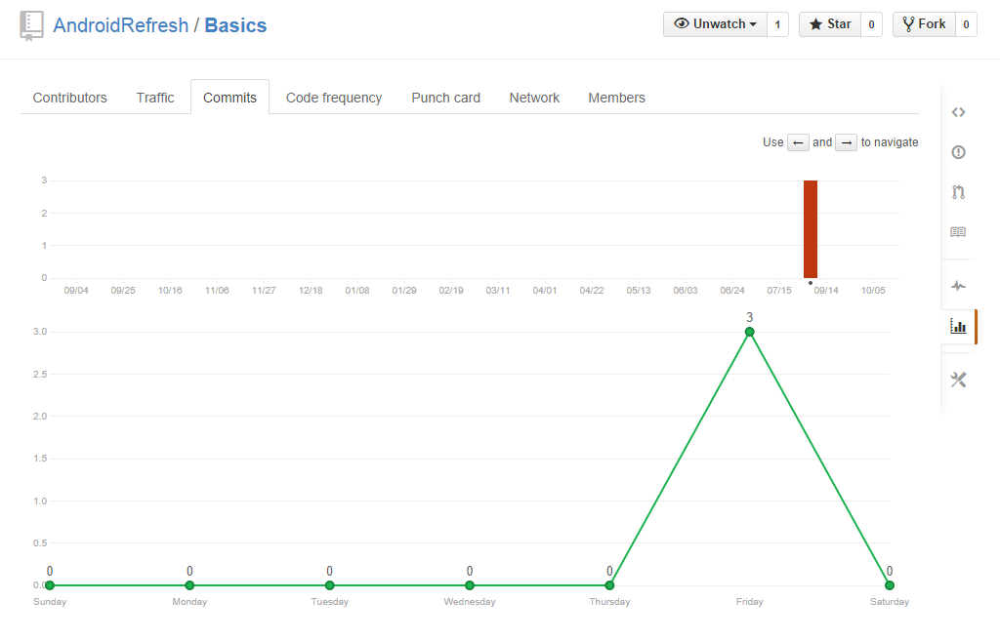 AndroidRefresh / Basics Unwatch 1 Star 0 Fork 0
Contributors Traffic Commits Code frequency Punch card Network Members
Use ← and → to navigate
3
2
1
0
09/04 09/25 10/16 11/06 11/27 12/18 01/08 01/29 02/19 03/11 04/01 04/22 05/13 06/03 06/24 07/15 09/14 10/05
3
3.0
2.5
2.0
1.5
1.0
0.5
0 0 0 0 0 0
0.0
Sunday Monday Tuesday Wednesday Thursday Friday Saturday